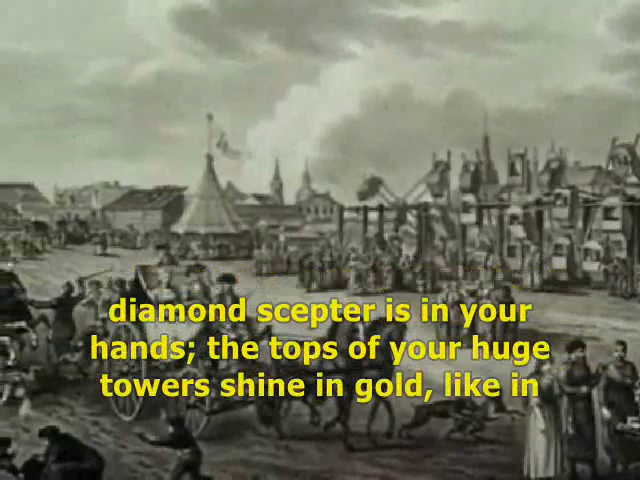 diamond scepter is in your
hands; the tops of your huge
towers shine in gold, like in